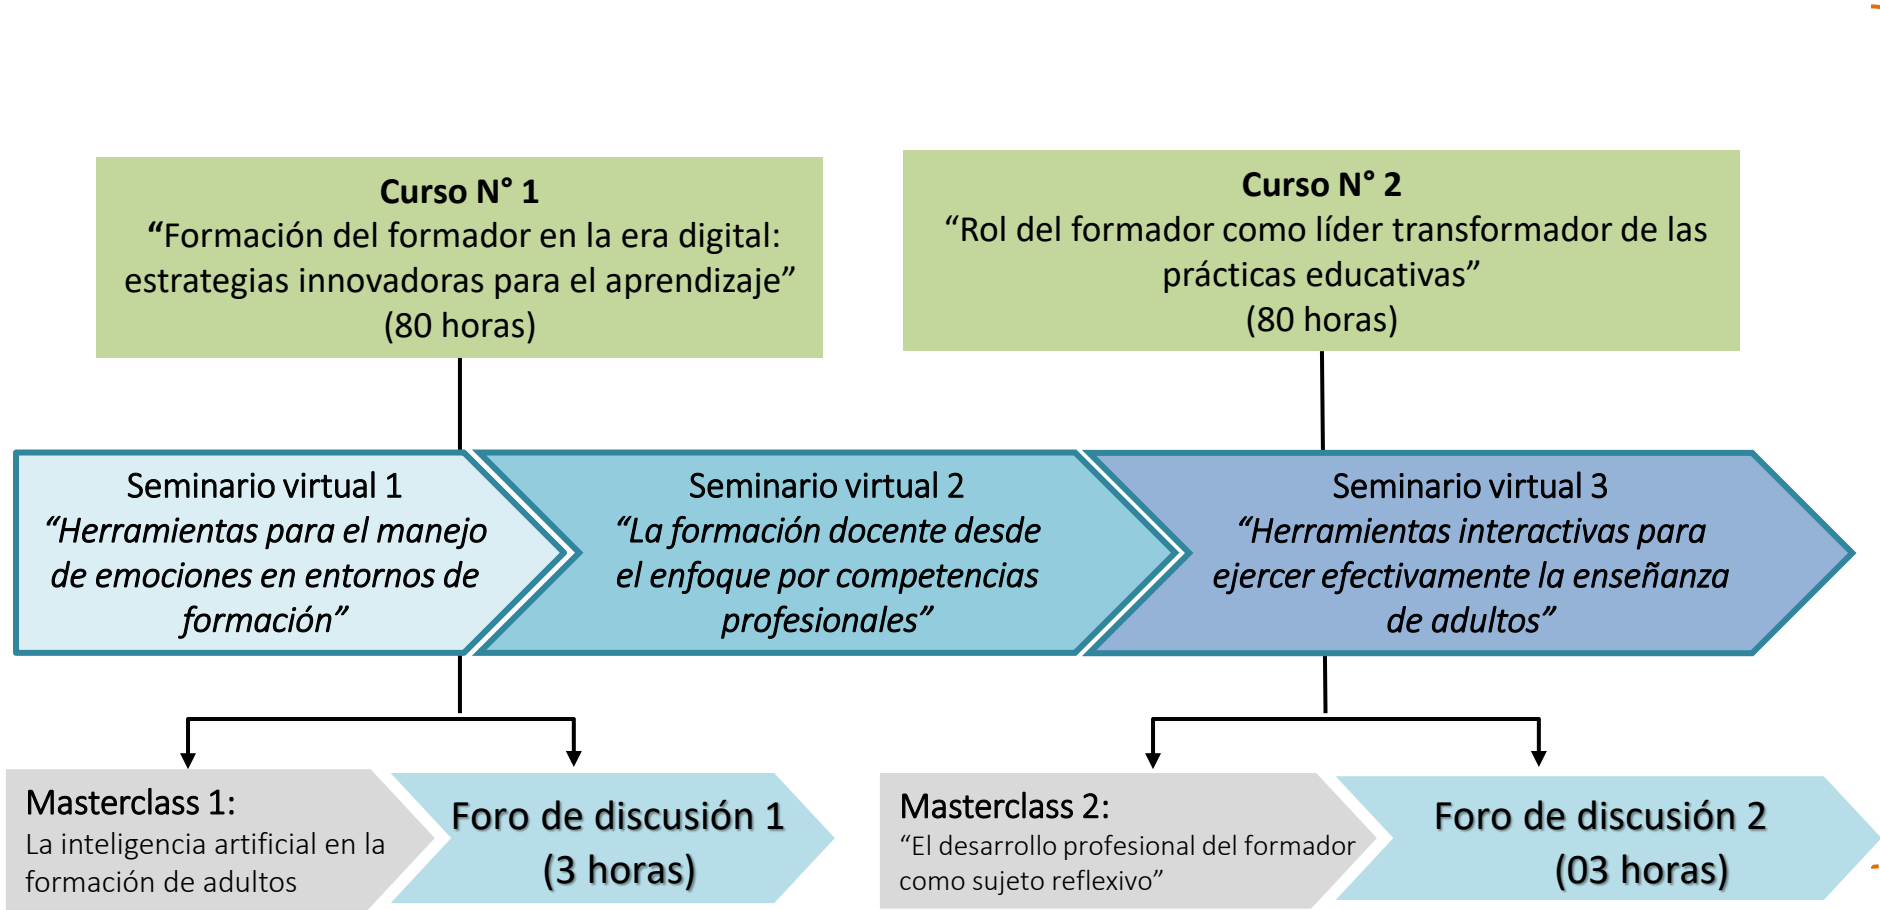 Curso N° 1
“Formación del formador en la era digital:
estrategias innovadoras para el aprendizaje”
(80 horas)
Curso N° 2
“Rol del formador como líder transformador de las
prácticas educativas”
(80 horas)
Seminario virtual 1
“Herramientas para el manejo
de emociones en entornos de
formación”
Seminario virtual 2
“La formación docente desde
el enfoque por competencias
profesionales”
Seminario virtual 3
“Herramientas interactivas para
ejercer efectivamente la enseñanza
de adultos”
Masterclass 1:
La inteligencia artificial en la
formación de adultos
Foro de discusión 1
(3 horas)
Masterclass 2:
“El desarrollo profesional del formador
como sujeto reflexivo”
Foro de discusión 2
(03 horas)